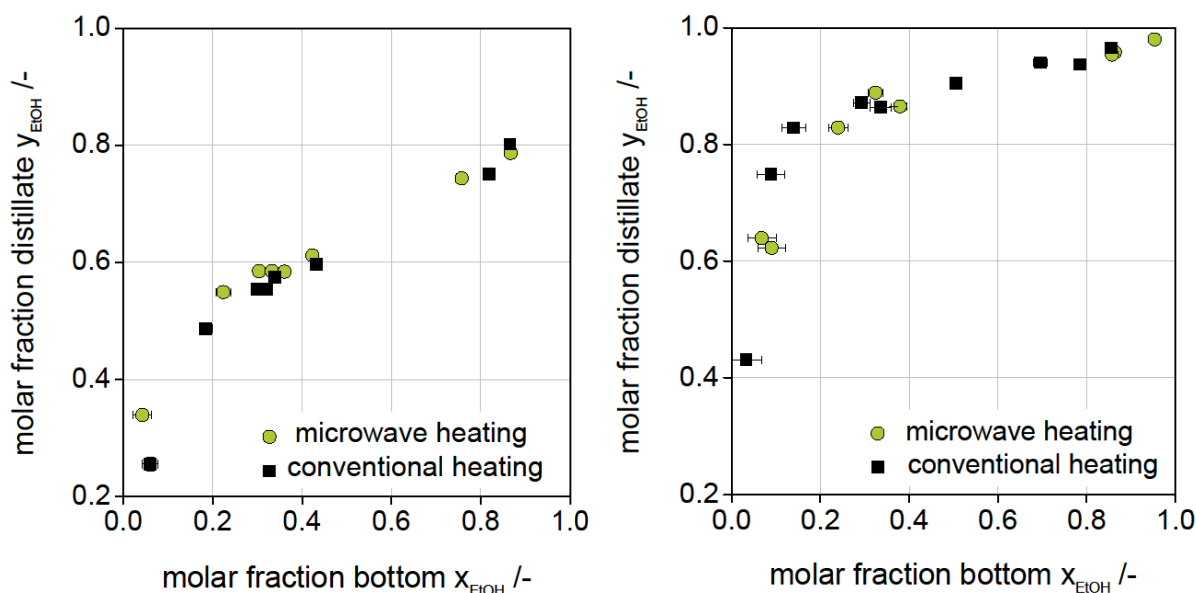 molar fraction distillate y_EtOH /-
1.0
0.8
0.6
0.4
0.2
microwave heating
conventional heating
0.0 0.2 0.4 0.6 0.8 1.0
molar fraction bottom x_EtOH /-
molar fraction distillate y_EtOH /-
1.0
0.8
0.6
0.4
0.2
microwave heating
conventional heating
0.0 0.2 0.4 0.6 0.8 1.0
molar fraction bottom x_EtOH /-